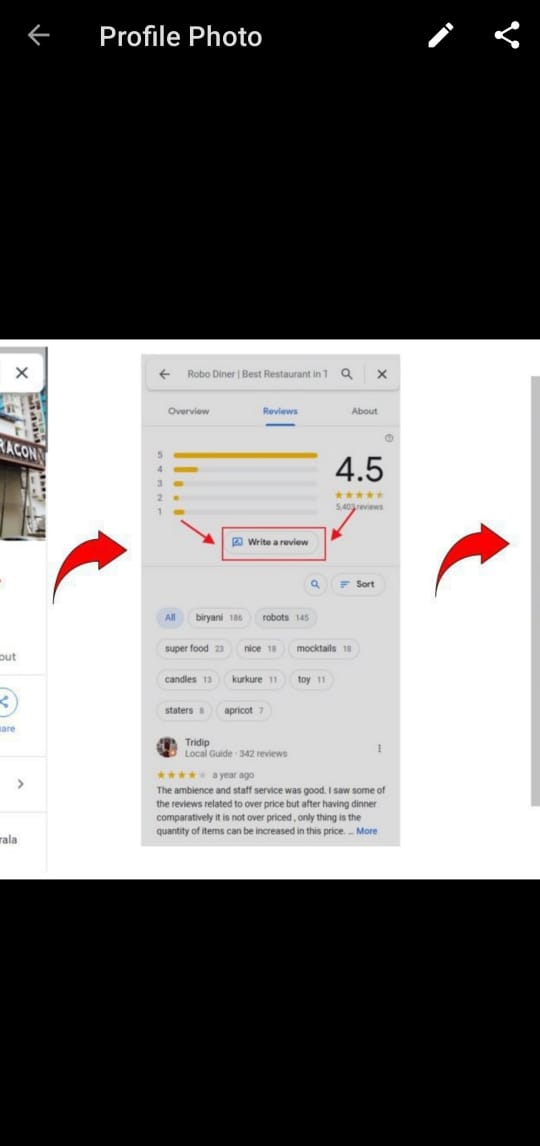 Profile Photo
RACON
out
are
rala
Robo Diner | Best Restaurant in T
Overview Reviews About
5
4
3
2
1
4.5
5,403 reviews
Write a review
Sort
All biryani 186 robots 145
super food 23 nice 18 mocktails 18
candles 13 kurkure 11 toy 11
staters 8 apricot 7
Tridip
Local Guide · 342 reviews
a year ago
The ambience and staff service was good. I saw some of
the reviews related to over price but after having dinner
comparatively it is not over priced , only thing is the
quantity of items can be increased in this price. ... More